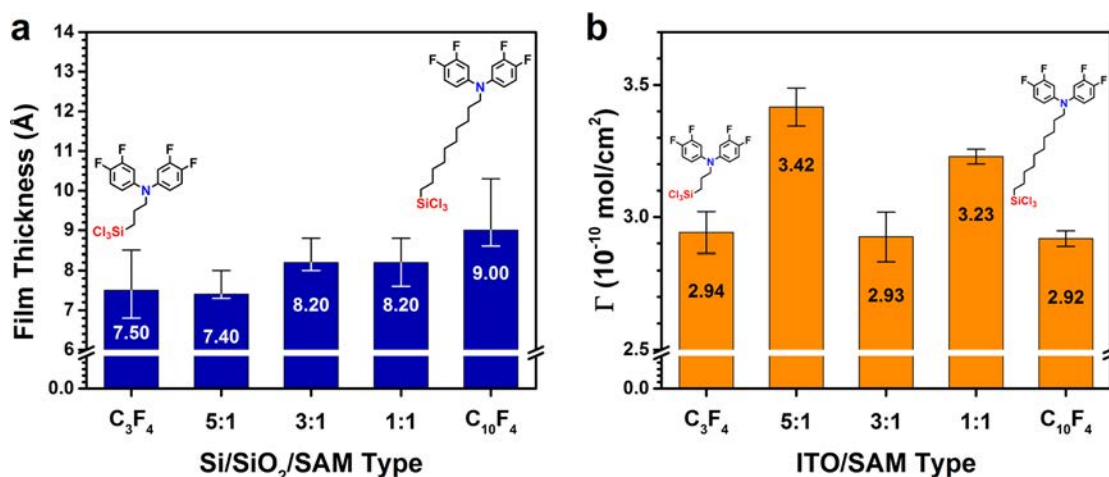 a
Film Thickness (Å)
14
13
12
11
10
9
8
7
6
0.0
F F
F F
N
Cl₃Si
F F
F F
N
SiCl₃
7.50
7.40
8.20
8.20
9.00
C₃F₄ 5:1 3:1 1:1 C₁₀F₄
Si/SiO₂/SAM Type
b
Γ (10⁻¹⁰ mol/cm²)
3.5
3.0
2.5
0.0
F F
F F
N
Cl₃Si
F F
F F
N
SiCl₃
2.94
3.42
2.93
3.23
2.92
C₃F₄ 5:1 3:1 1:1 C₁₀F₄
ITO/SAM Type